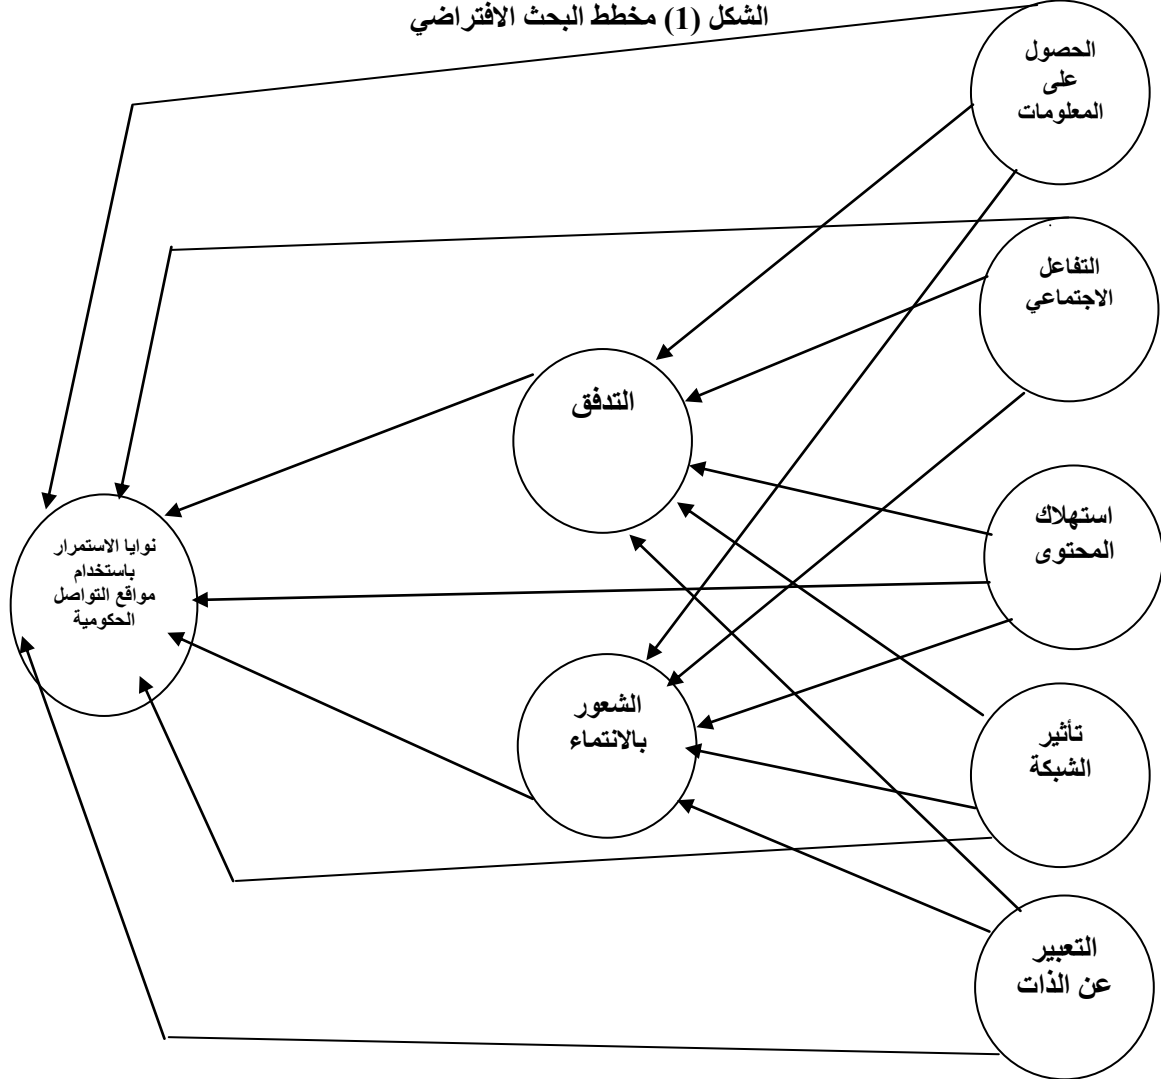 الشكل (1) مخطط البحث الافتراضي
الحصول
على
المعلومات
التفاعل
الاجتماعي
استهلاك
المحتوى
تأثير
الشبكة
التعبير
عن الذات
التدفق
الشعور
بالانتماء
نوايا الاستمرار
باستخدام
مواقع التواصل
الحكومية